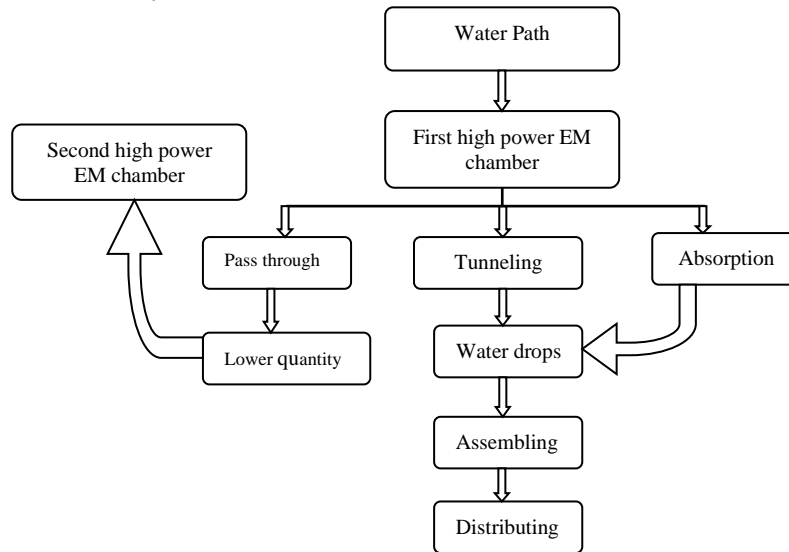 Water Path
First high power EM
chamber
Second high power
EM chamber
Pass through
Tunneling
Absorption
Lower quantity
Water drops
Assembling
Distributing